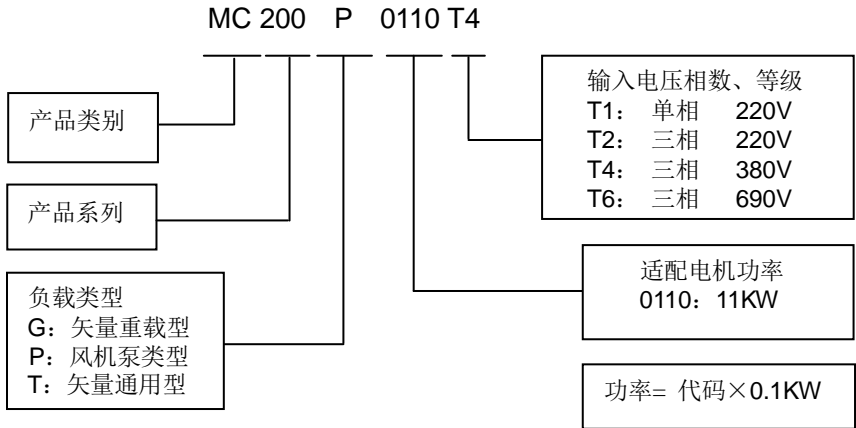 MC 200 P 0110 T4
产品类别
产品系列
负载类型
G：矢量重载型
P：风机泵类型
T：矢量通用型
输入电压相数、等级
T1： 单相 220V
T2： 三相 220V
T4： 三相 380V
T6： 三相 690V
适配电机功率
0110：11KW
功率= 代码×0.1KW